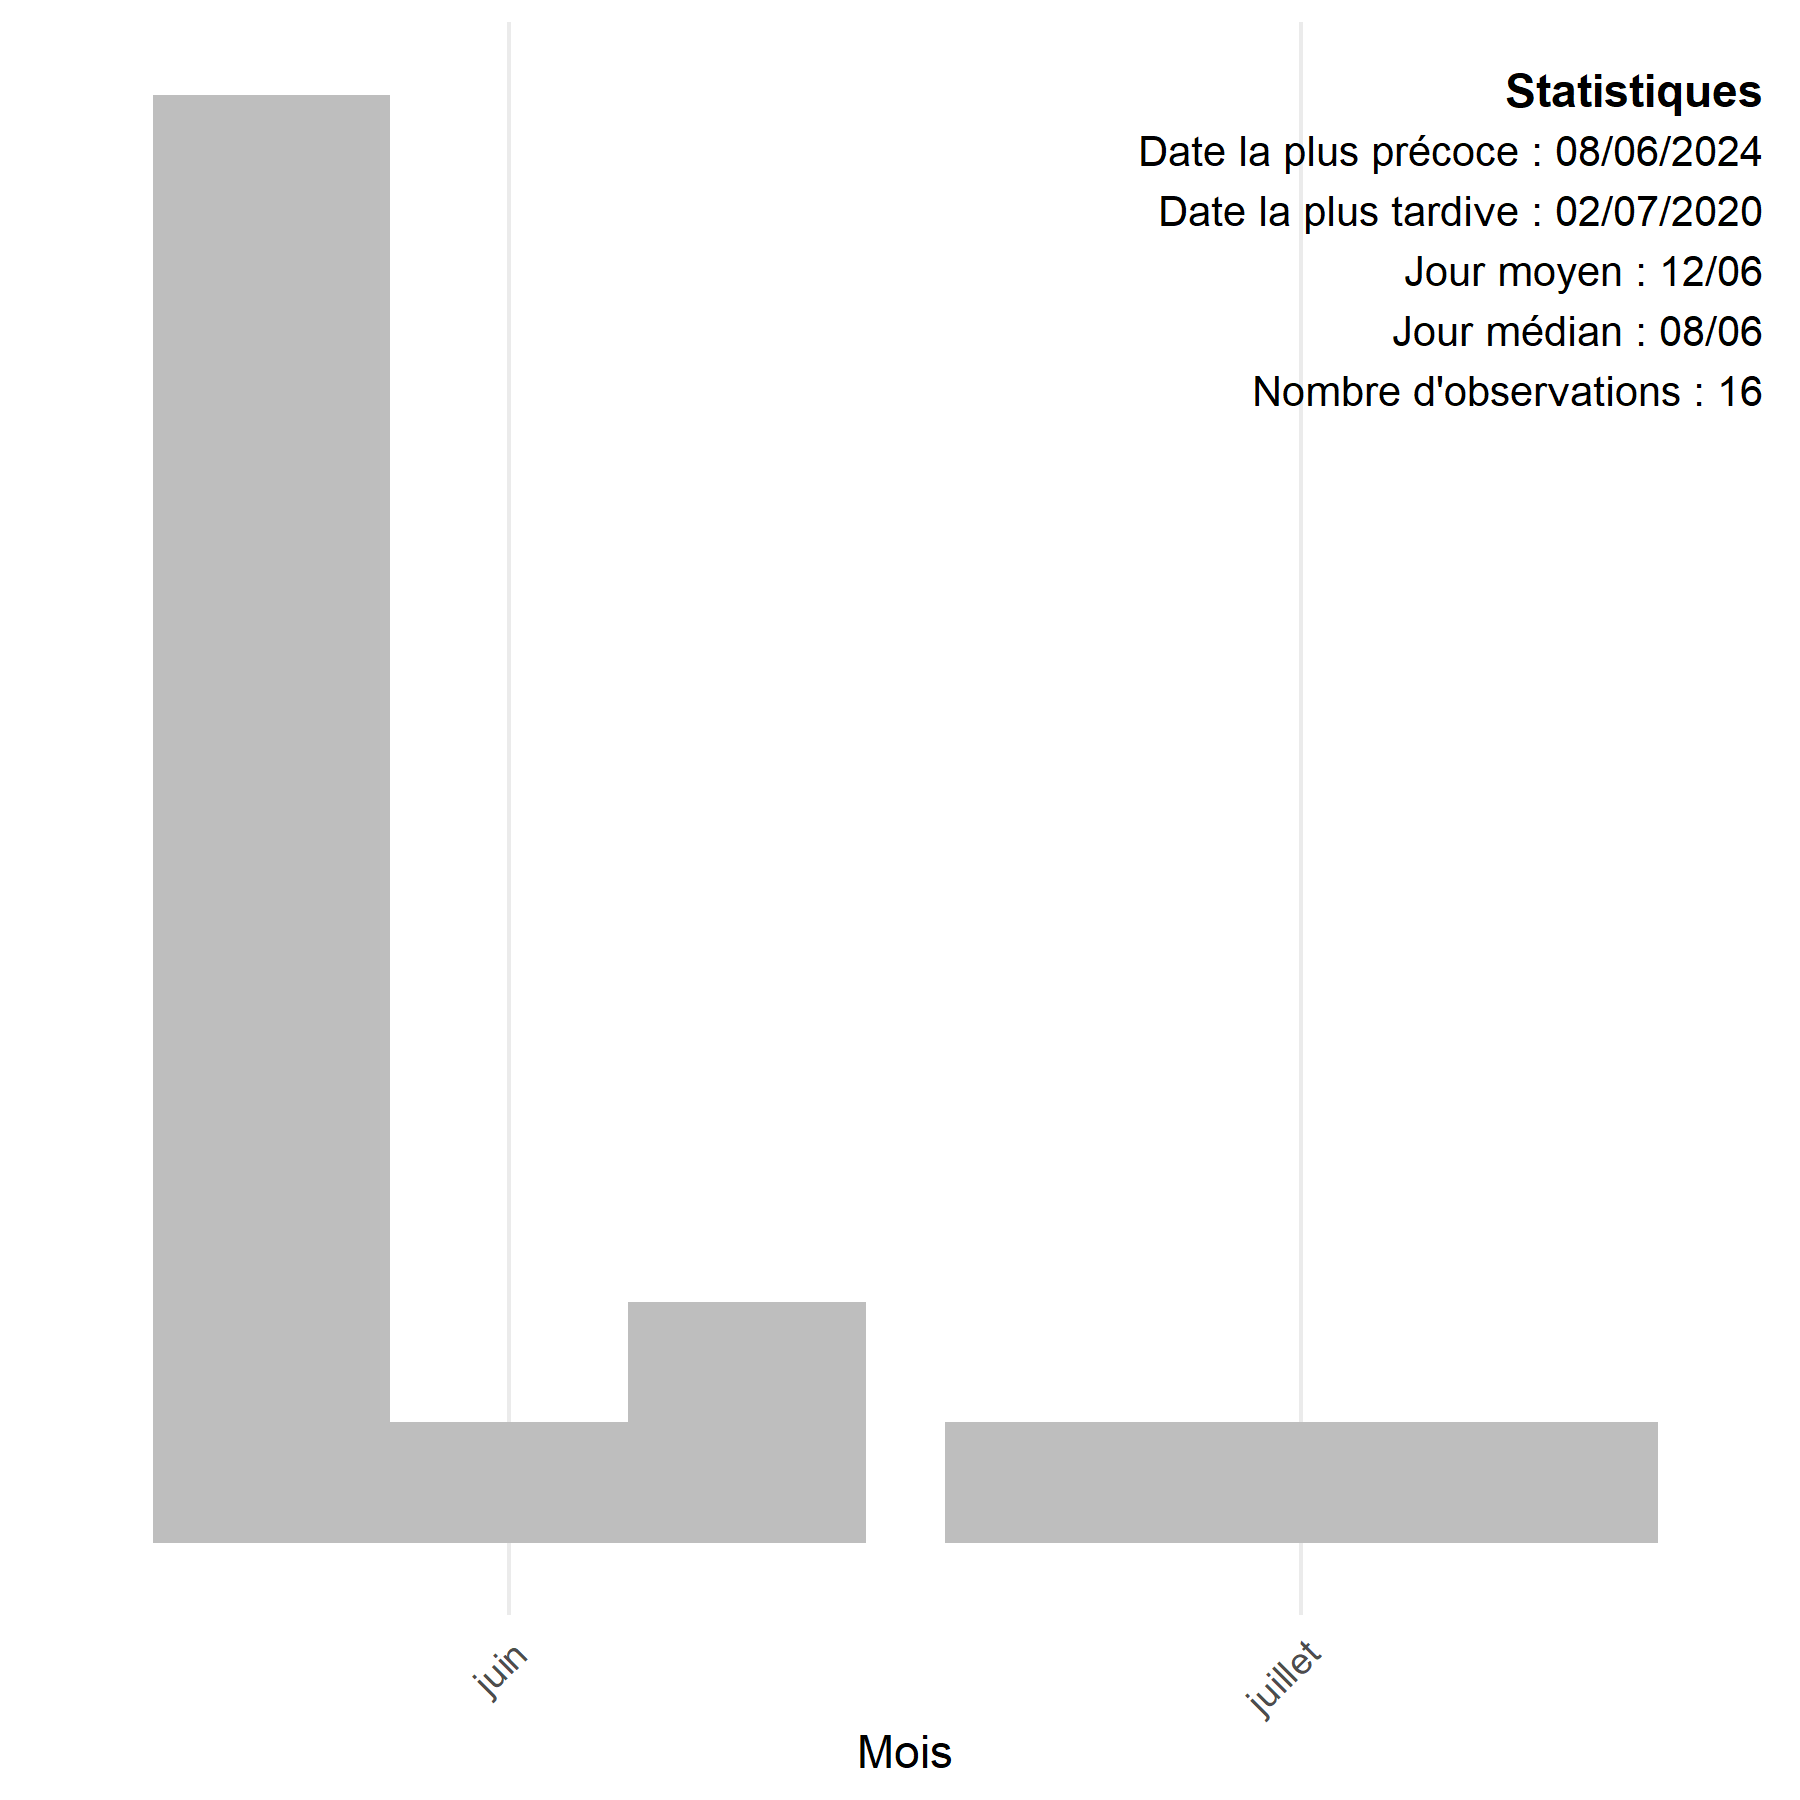 Statistiques
Date la plus précoce : 08/06/2024
Date la plus tardive : 02/07/2020
Jour moyen : 12/06
Jour médian : 08/06
Nombre d'observations : 16
juin
juillet
Mois